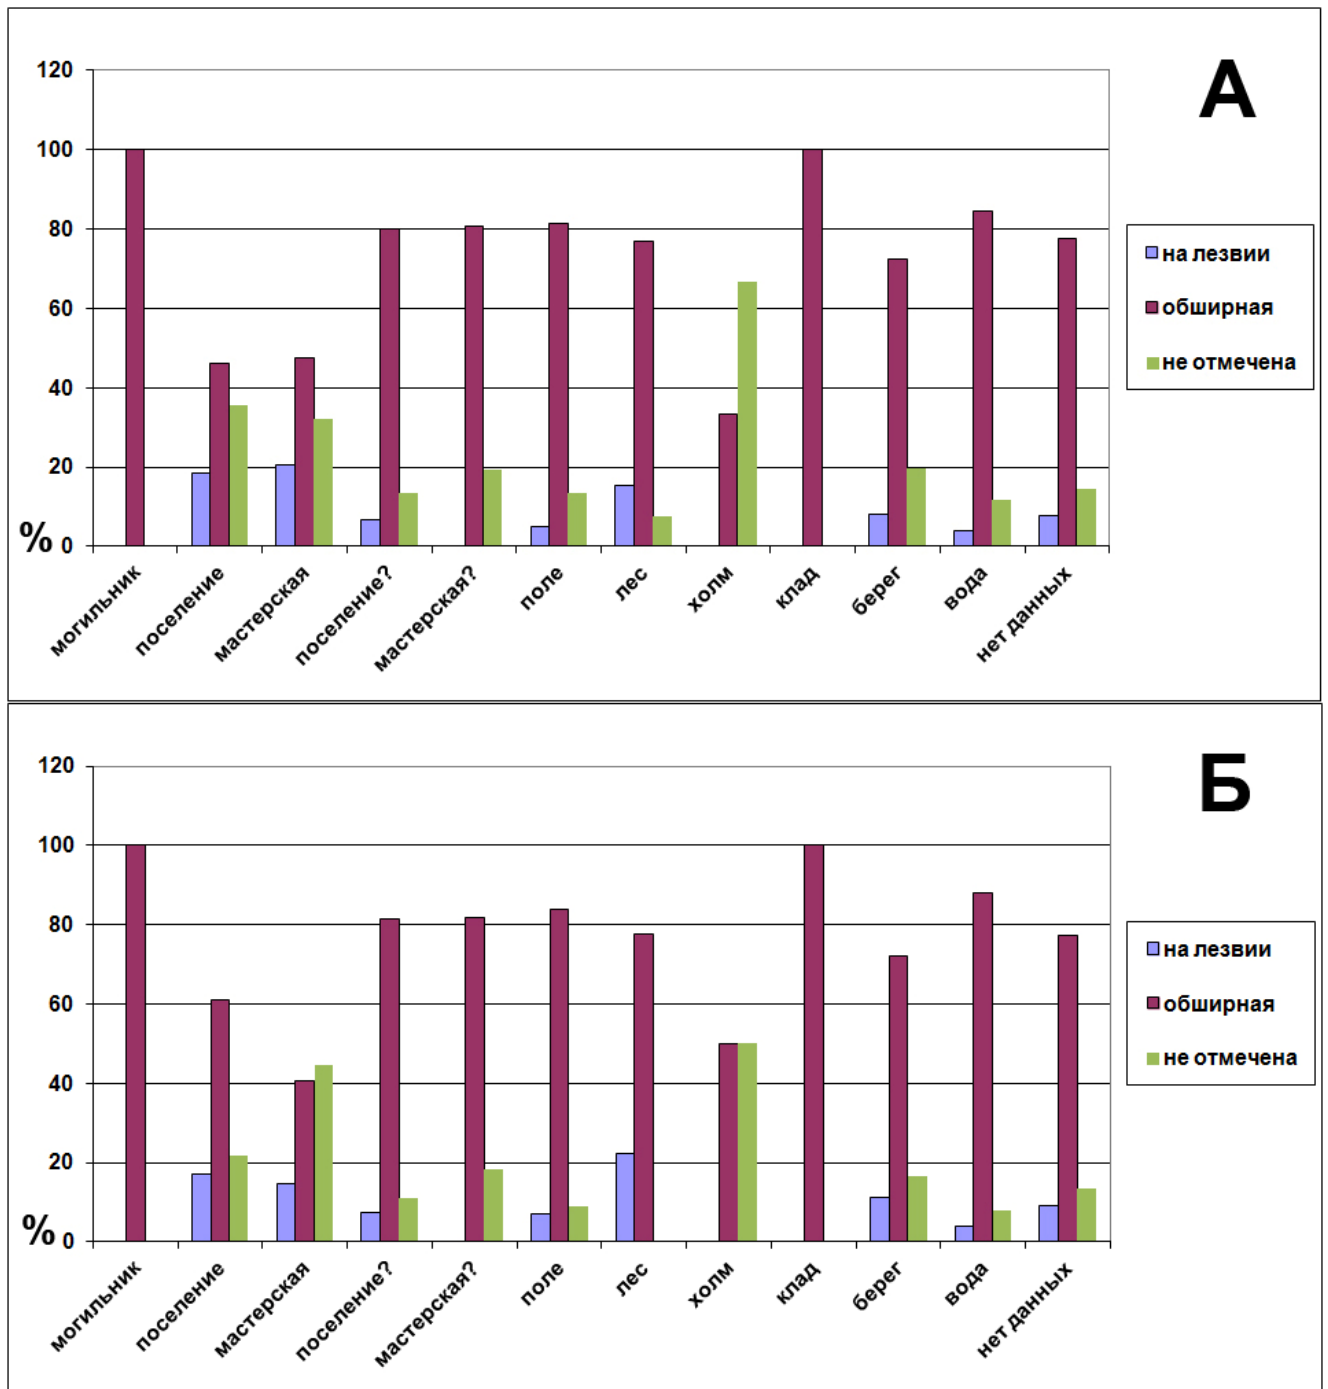 А
120
100
80
60
40
20
% 0
могильник
поселение
мастерская
поселение?
мастерская?
поле
лес
холм
клад
берег
вода
нет данных
на лезвии
обширная
не отмечена
Б
120
100
80
60
40
20
% 0
могильник
поселение
мастерская
поселение?
мастерская?
поле
лес
холм
клад
берег
вода
нет данных
на лезвии
обширная
не отмечена